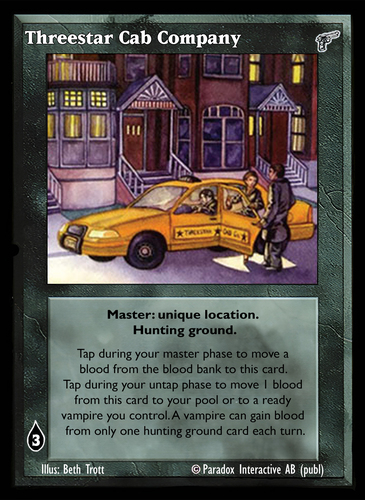 Threestar Cab Company
★ THREESTAR ★ CAB CO. ★
Master: unique location.
Hunting ground.
Tap during your master phase to move a
blood from the blood bank to this card.
Tap during your untap phase to move 1 blood
from this card to your pool or to a ready
vampire you control. A vampire can gain blood
from only one hunting ground card each turn.
3
Illus: Beth Trott © Paradox Interactive AB (publ)